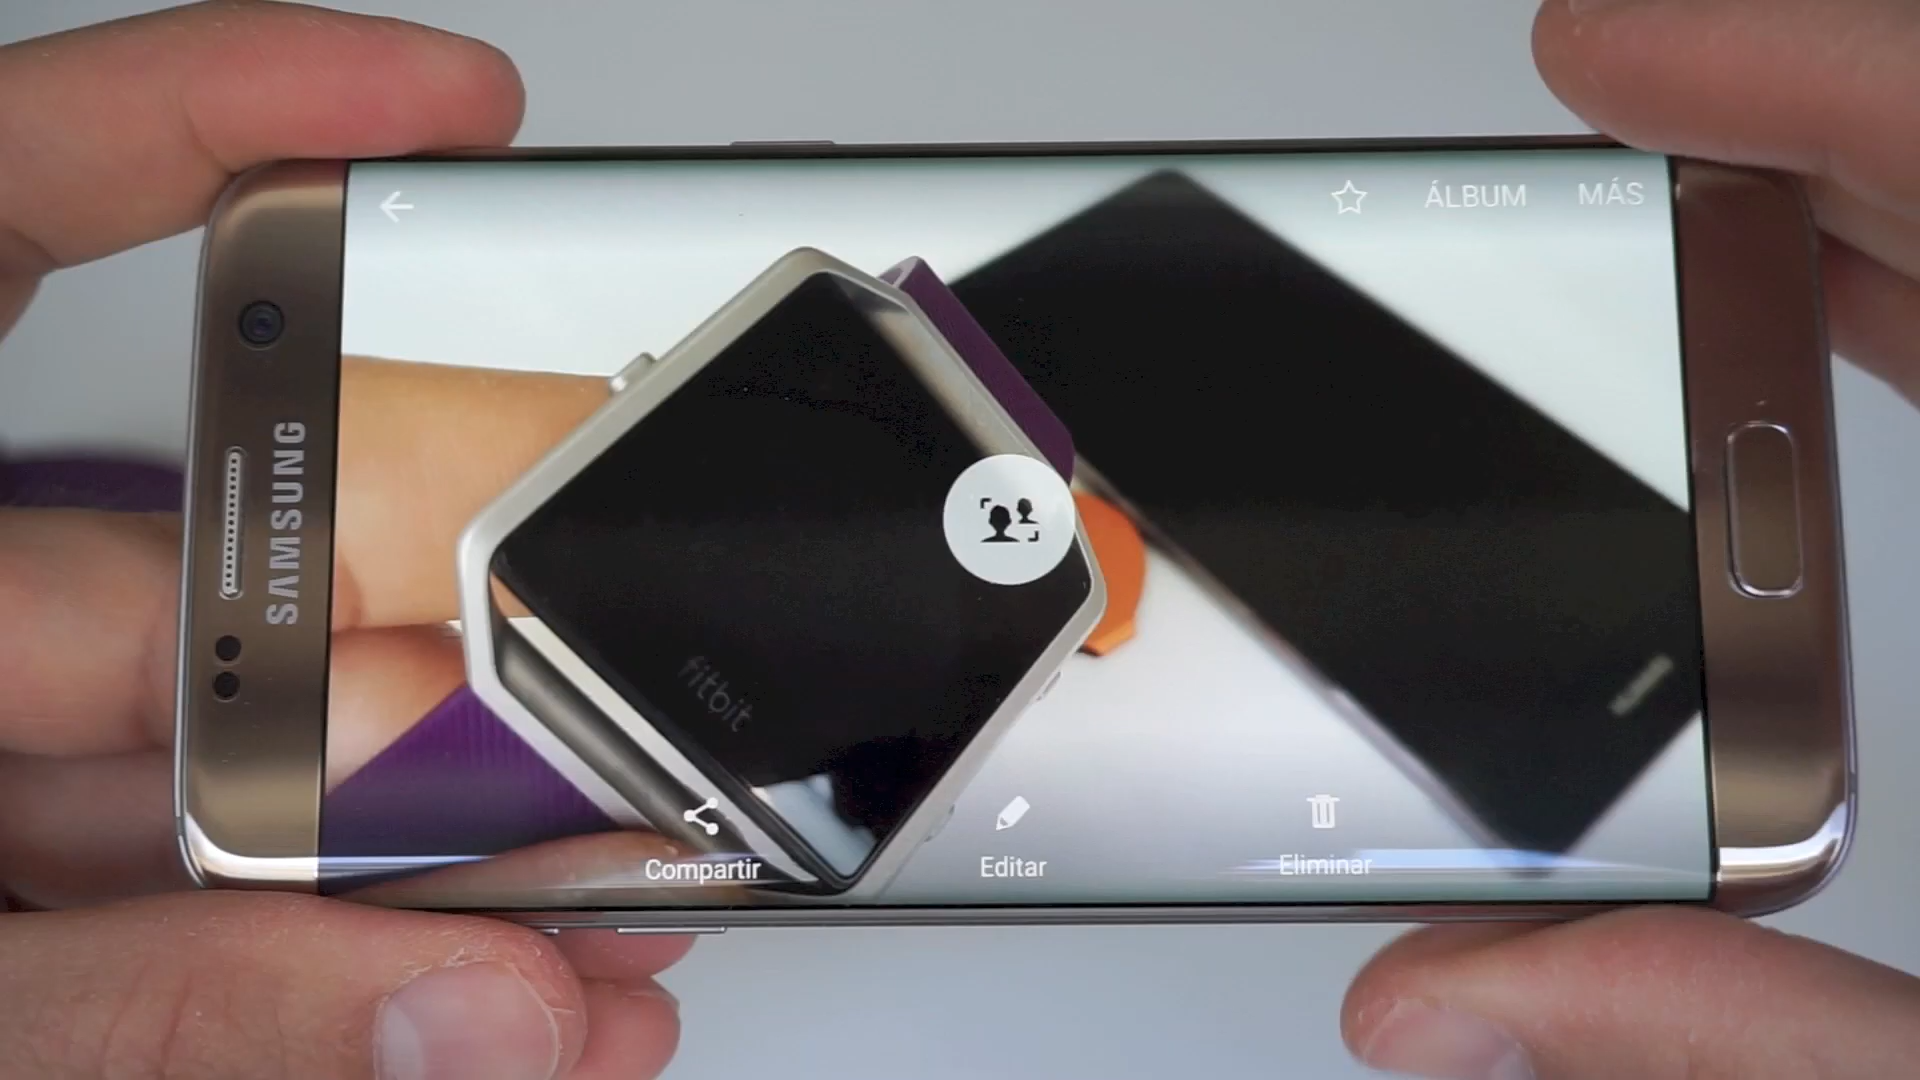 ÁLBUM
MÁS
SAMSUNG
fitbit
Compartir
Editar
Eliminar